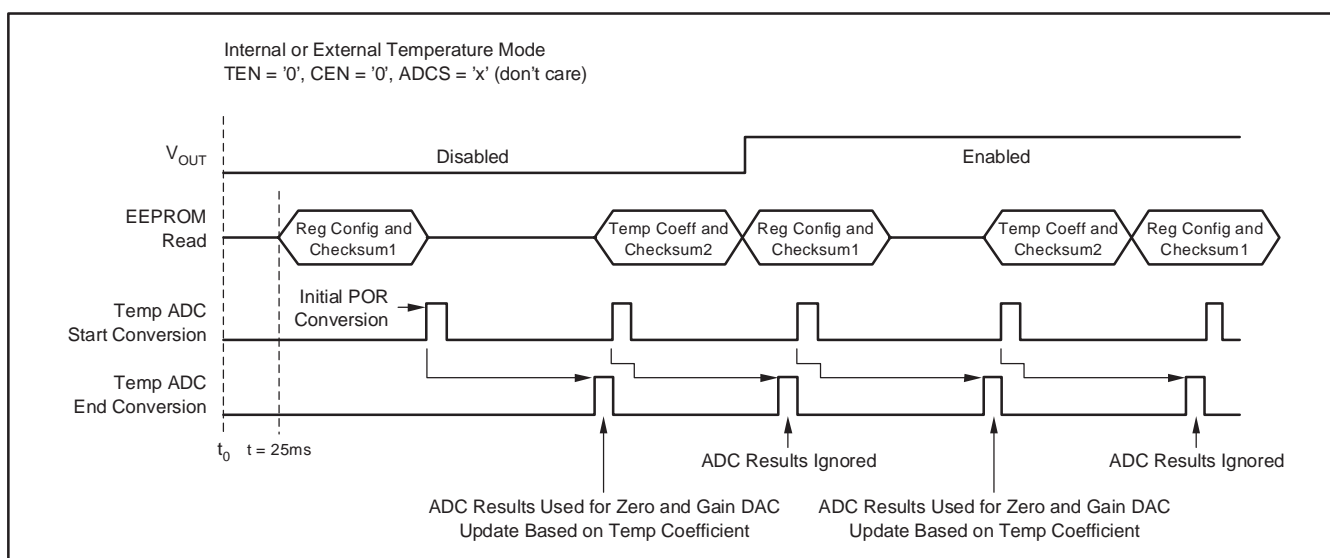 Internal or External Temperature Mode
TEN = '0', CEN = '0', ADCS = 'x' (don't care)
VOUT
Disabled
Enabled
EEPROM
Read
Reg Config and
Checksum1
Temp Coeff and
Checksum2
Reg Config and
Checksum1
Temp Coeff and
Checksum2
Reg Config and
Checksum1
Initial POR
Conversion
Temp ADC
Start Conversion
Temp ADC
End Conversion
t0
t = 25ms
ADC Results Ignored
ADC Results Ignored
ADC Results Used for Zero and Gain DAC
Update Based on Temp Coefficient
ADC Results Used for Zero and Gain DAC
Update Based on Temp Coefficient